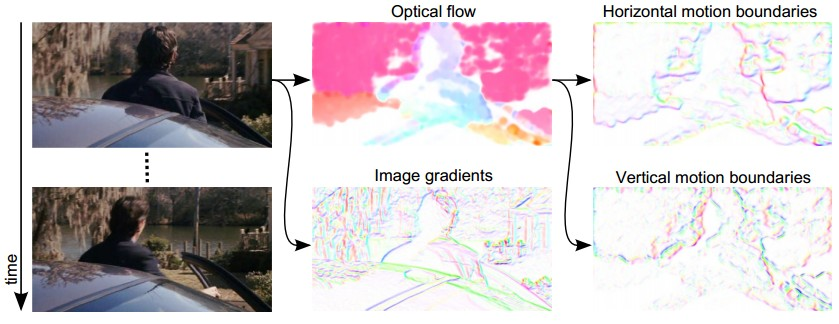 Optical flow
Horizontal motion boundaries
Image gradients
Vertical motion boundaries
time